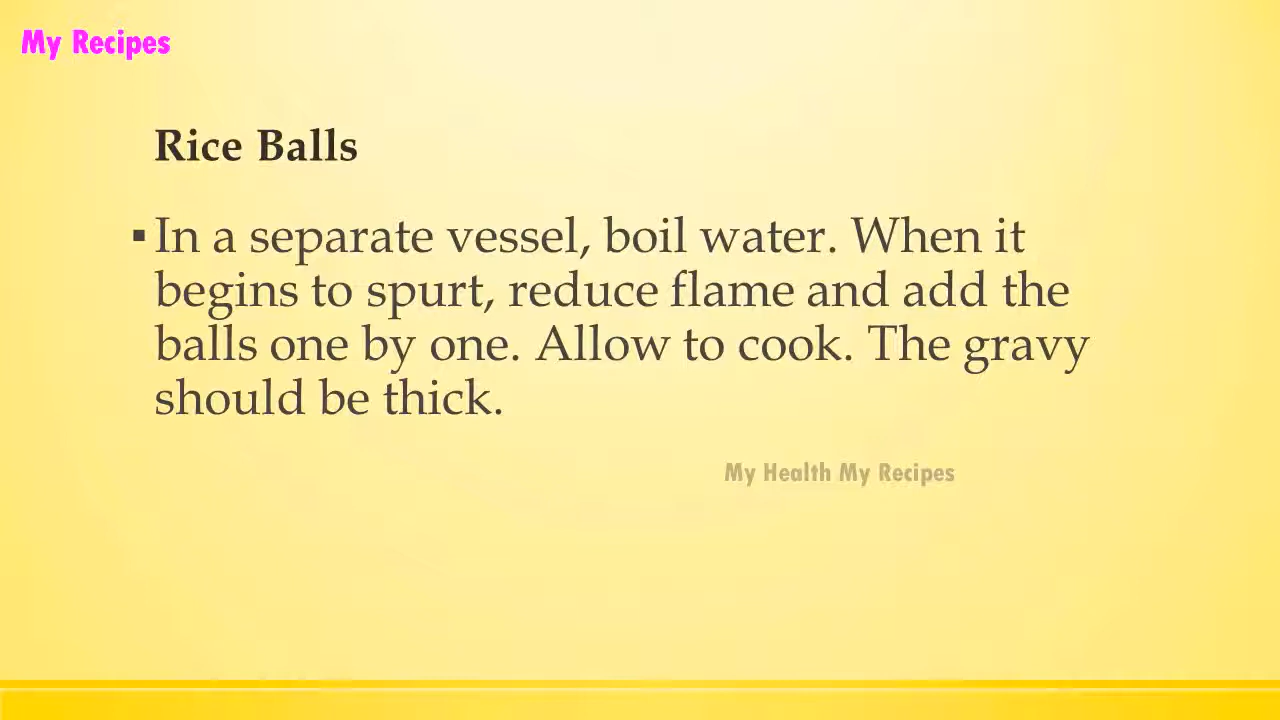 My Recipes
Rice Balls
▪ In a separate vessel, boil water. When it
begins to spurt, reduce flame and add the
balls one by one. Allow to cook. The gravy
should be thick.
My Health My Recipes